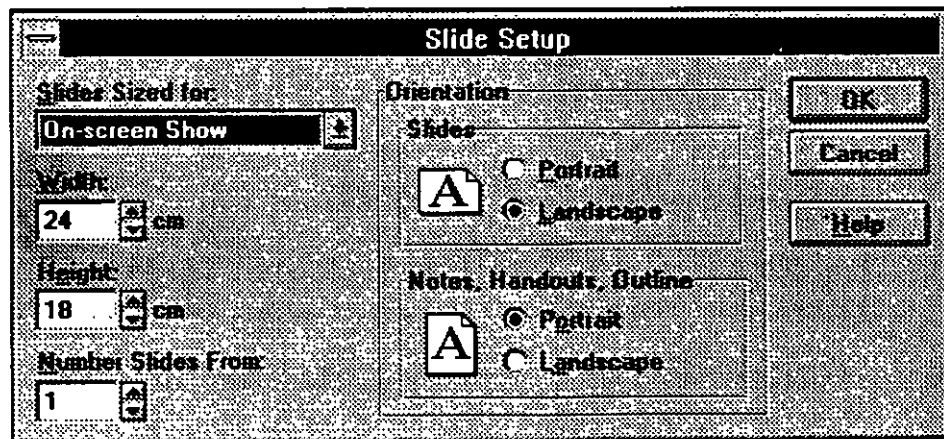 Slide Setup
Slides Sized for:
On-screen Show
Width:
24 cm
Height:
18 cm
Number Slides From:
1
Orientation
Slides
A
Portrait
Landscape
Notes, Handouts, Outline
A
Portrait
Landscape
OK
Cancel
Help